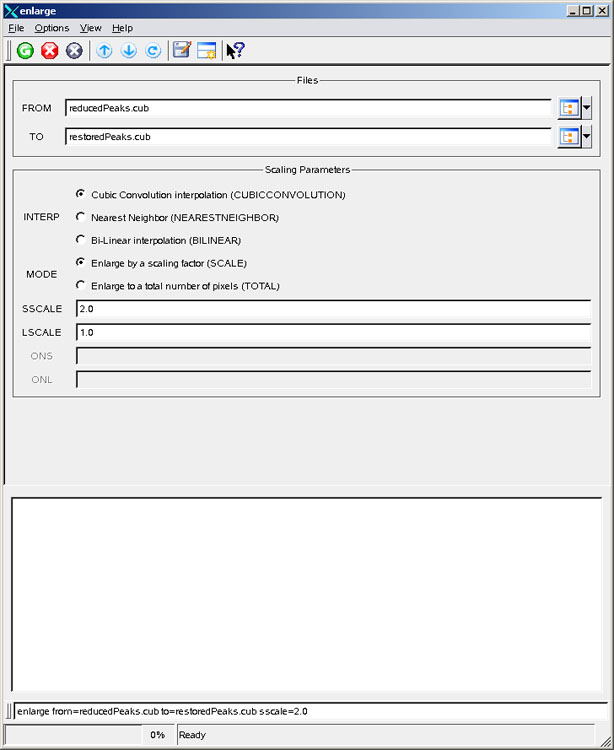 enlarge
File Options View Help
Files
FROM reducedPeaks.cub
TO restoredPeaks.cub
Scaling Parameters
INTERP
Cubic Convolution interpolation (CUBICCONVOLUTION)
Nearest Neighbor (NEARESTNEIGHBOR)
Bi-Linear interpolation (BILINEAR)
MODE
Enlarge by a scaling factor (SCALE)
Enlarge to a total number of pixels (TOTAL)
SSCALE 2.0
LSCALE 1.0
ONS
ONL
enlarge from=reducedPeaks.cub to=restoredPeaks.cub sscale=2.0
0% Ready